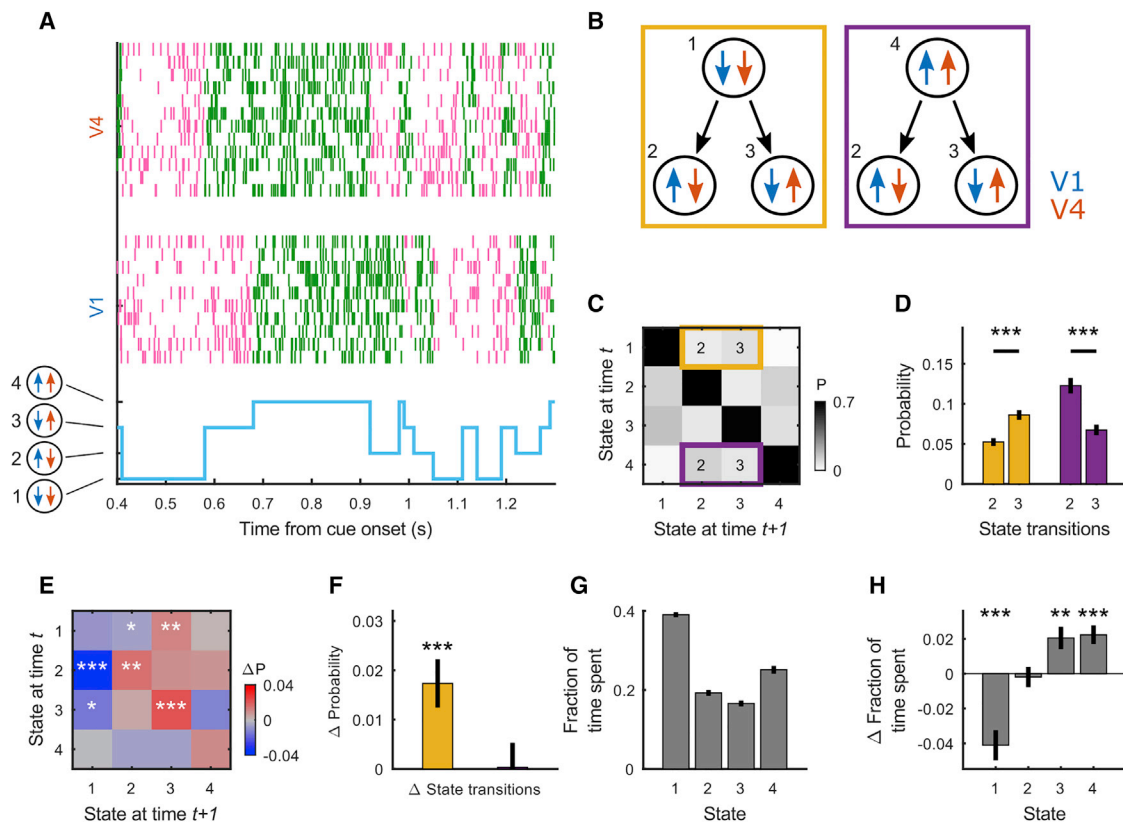 A
V4
V1
4
3
2
1
0.4 0.5 0.6 0.7 0.8 0.9 1 1.1 1.2
Time from cue onset (s)
B
1
2 3
4
2 3
V1
V4
C
State at time t
1
2
3
4
2 3
2 3
1 2 3 4
State at time t+1
P
0.7
0
D
Probability
0.15
0.1
0.05
0
*** ***
2 3 2 3
State transitions
E
State at time t
1
2
3
4
* **
*** **
* ***
1 2 3 4
State at time t+1
ΔP
0.04
0
-0.04
F
Δ Probability
0.03
0.02
0.01
0
***
Δ State transitions
G
Fraction of
time spent
0.4
0.2
0
1 2 3 4
State
H
Δ Fraction of
time spent
*** ** ***
0.02
0
-0.02
-0.04
1 2 3 4
State